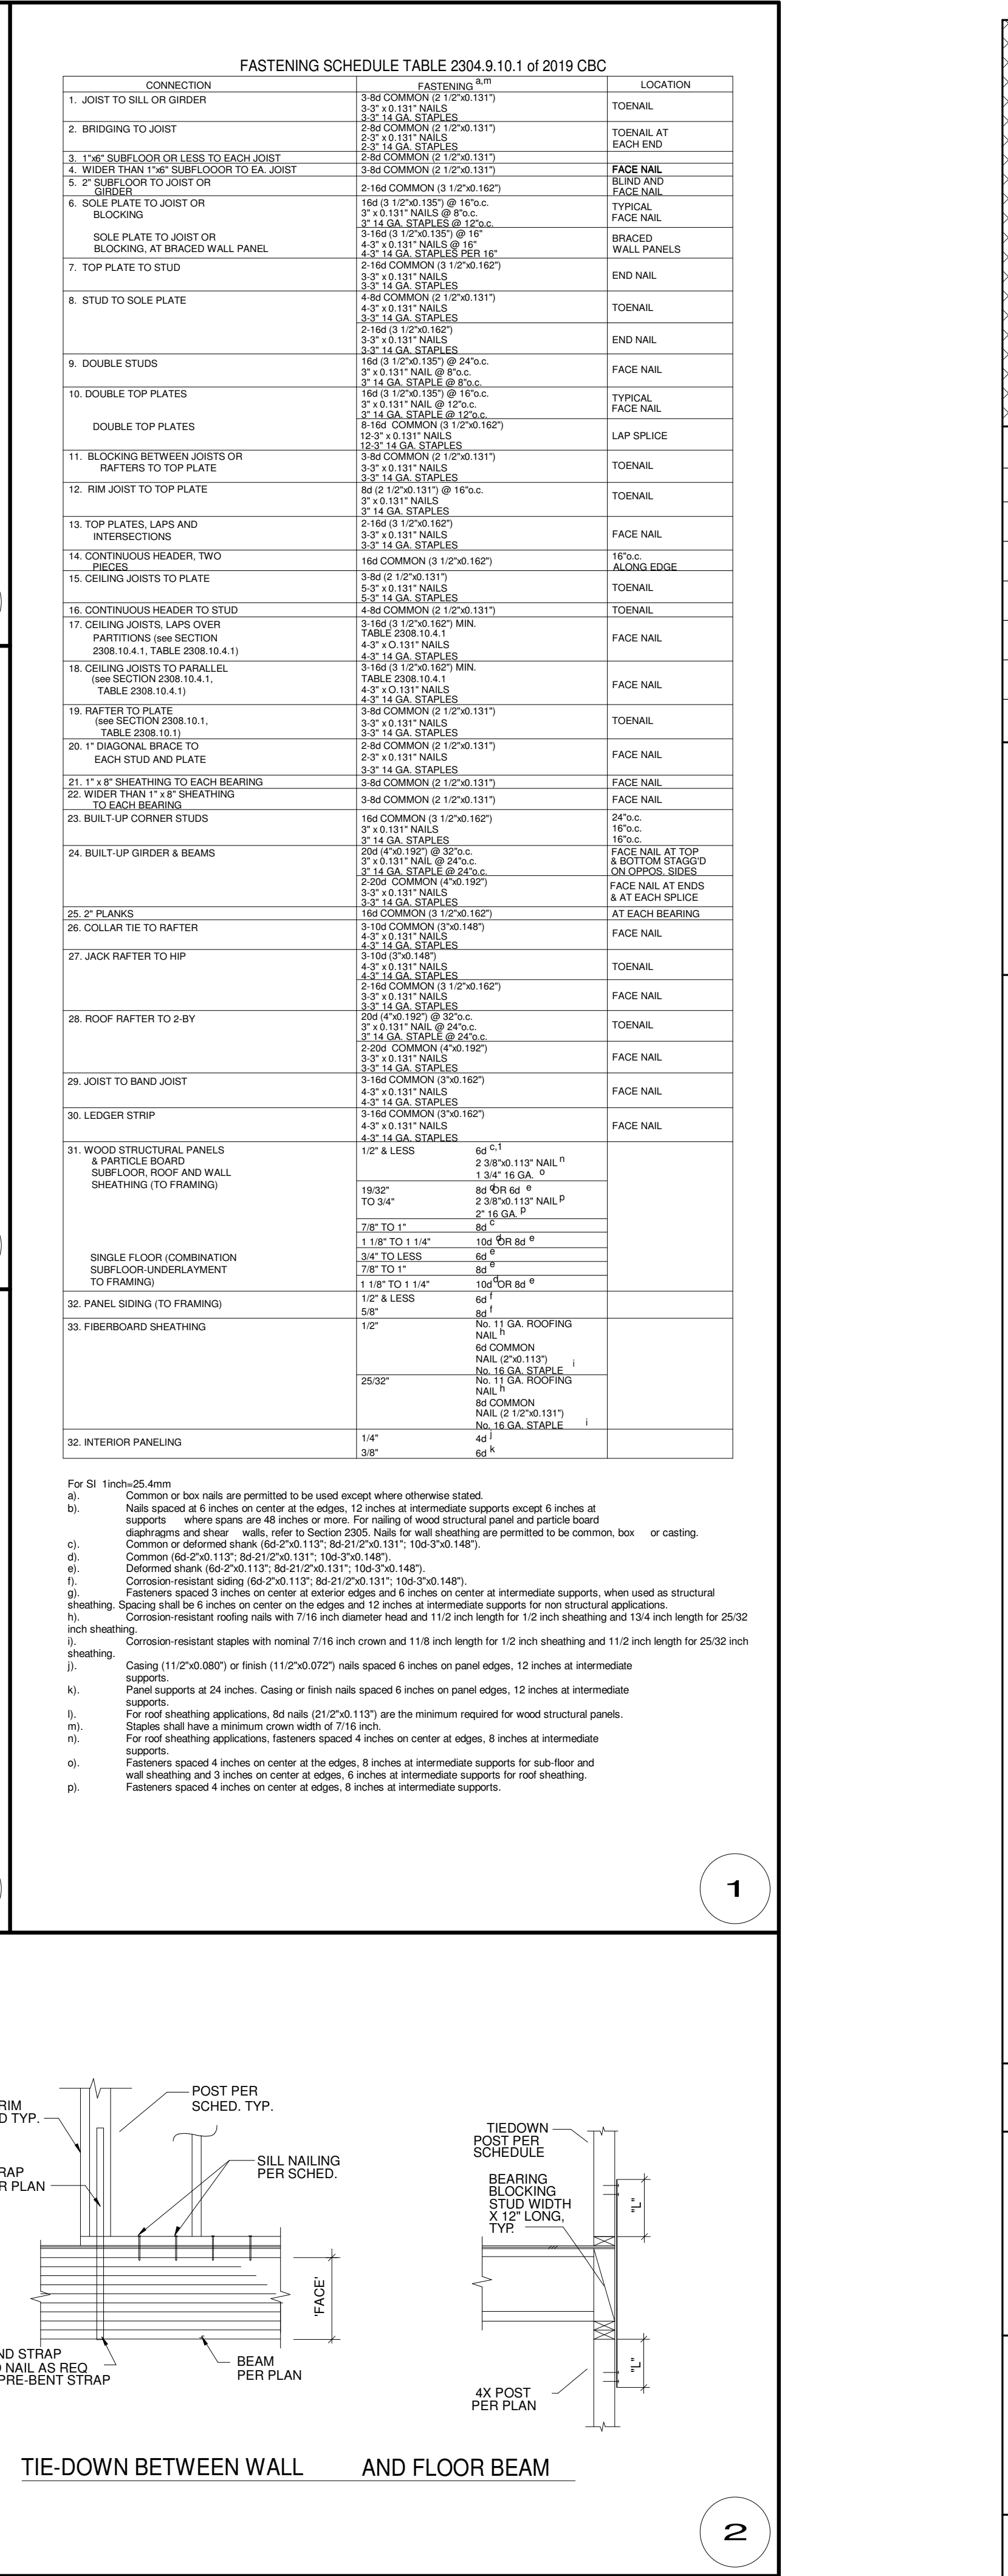 FASTENING SCHEDULE TABLE 2304.9.10.1 of 2019 CBC
CONNECTION FASTENING a,m LOCATION
1. JOIST TO SILL OR GIRDER
3-8d COMMON (2 1/2"x0.131")
3-3" x 0.131" NAILS
3-3" 14 GA. STAPLES
TOENAIL
2. BRIDGING TO JOIST
2-8d COMMON (2 1/2"x0.131")
2-3" x 0.131" NAILS
2-3" 14 GA. STAPLES
TOENAIL AT
EACH END
3. 1"x6" SUBFLOOR OR LESS TO EACH JOIST
2-8d COMMON (2 1/2"x0.131")
4. WIDER THAN 1"x6" SUBFLOOOR TO EA. JOIST
3-8d COMMON (2 1/2"x0.131")
FACE NAIL
5. 2" SUBFLOOR TO JOIST OR
GIRDER
2-16d COMMON (3 1/2"x0.162")
BLIND AND
FACE NAIL
6. SOLE PLATE TO JOIST OR
BLOCKING
16d (3 1/2"x0.135") @ 16"o.c.
3" x 0.131" NAILS @ 8"o.c.
3" 14 GA. STAPLES @ 12"o.c.
TYPICAL
FACE NAIL
SOLE PLATE TO JOIST OR
BLOCKING, AT BRACED WALL PANEL
3-16d (3 1/2"x0.135") @ 16"
4-3" x 0.131" NAILS @ 16"
4-3" 14 GA. STAPLES PER 16"
BRACED
WALL PANELS
7. TOP PLATE TO STUD
2-16d COMMON (3 1/2"x0.162")
3-3" x 0.131" NAILS
3-3" 14 GA. STAPLES
END NAIL
8. STUD TO SOLE PLATE
4-8d COMMON (2 1/2"x0.131")
4-3" x 0.131" NAILS
3-3" 14 GA. STAPLES
TOENAIL
2-16d (3 1/2"x0.162")
3-3" x 0.131" NAILS
3-3" 14 GA. STAPLES
END NAIL
9. DOUBLE STUDS
16d (3 1/2"x0.135") @ 24"o.c.
3" x 0.131" NAIL @ 8"o.c.
3" 14 GA. STAPLE @ 8"o.c.
FACE NAIL
10. DOUBLE TOP PLATES
16d (3 1/2"x0.135") @ 16"o.c.
3" x 0.131" NAIL @ 12"o.c.
3" 14 GA. STAPLE @ 12"o.c.
TYPICAL
FACE NAIL
DOUBLE TOP PLATES
8-16d COMMON (3 1/2"x0.162")
12-3" x 0.131" NAILS
12-3" 14 GA. STAPLES
LAP SPLICE
11. BLOCKING BETWEEN JOISTS OR
RAFTERS TO TOP PLATE
3-8d COMMON (2 1/2"x0.131")
3-3" x 0.131" NAILS
3-3" 14 GA. STAPLES
TOENAIL
12. RIM JOIST TO TOP PLATE
8d (2 1/2"x0.131") @ 16"o.c.
3" x 0.131" NAILS
3" 14 GA. STAPLES
TOENAIL
13. TOP PLATES, LAPS AND
INTERSECTIONS
2-16d (3 1/2"x0.162")
3-3" x 0.131" NAILS
3-3" 14 GA. STAPLES
FACE NAIL
14. CONTINUOUS HEADER, TWO
PIECES
16d COMMON (3 1/2"x0.162")
16"o.c.
ALONG EDGE
15. CEILING JOISTS TO PLATE
3-8d (2 1/2"x0.131")
5-3" x 0.131" NAILS
5-3" 14 GA. STAPLES
TOENAIL
16. CONTINUOUS HEADER TO STUD
4-8d COMMON (2 1/2"x0.131")
TOENAIL
17. CEILING JOISTS, LAPS OVER
PARTITIONS (see SECTION
2308.10.4.1, TABLE 2308.10.4.1)
3-16d (3 1/2"x0.162") MIN.
TABLE 2308.10.4.1
4-3" x O.131" NAILS
4-3" 14 GA. STAPLES
FACE NAIL
18. CEILING JOISTS TO PARALLEL
(see SECTION 2308.10.4.1,
TABLE 2308.10.4.1)
3-16d (3 1/2"x0.162") MIN.
TABLE 2308.10.4.1
4-3" x O.131" NAILS
4-3" 14 GA. STAPLES
FACE NAIL
19. RAFTER TO PLATE
(see SECTION 2308.10.1,
TABLE 2308.10.1)
3-8d COMMON (2 1/2"x0.131")
3-3" x 0.131" NAILS
3-3" 14 GA. STAPLES
TOENAIL
20. 1" DIAGONAL BRACE TO
EACH STUD AND PLATE
2-8d COMMON (2 1/2"x0.131")
2-3" x 0.131" NAILS
3-3" 14 GA. STAPLES
FACE NAIL
21. 1" x 8" SHEATHING TO EACH BEARING
3-8d COMMON (2 1/2"x0.131")
FACE NAIL
22. WIDER THAN 1" x 8" SHEATHING
TO EACH BEARING
3-8d COMMON (2 1/2"x0.131")
FACE NAIL
23. BUILT-UP CORNER STUDS
16d COMMON (3 1/2"x0.162")
3" x 0.131" NAILS
3" 14 GA. STAPLES
24"o.c.
16"o.c.
16"o.c.
24. BUILT-UP GIRDER & BEAMS
20d (4"x0.192") @ 32"o.c.
3" x 0.131" NAIL @ 24"o.c.
3" 14 GA. STAPLE @ 24"o.c.
FACE NAIL AT TOP
& BOTTOM STAGG'D
ON OPPOS. SIDES
2-20d COMMON (4"x0.192")
3-3" x 0.131" NAILS
3-3" 14 GA. STAPLES
FACE NAIL AT ENDS
& AT EACH SPLICE
25. 2" PLANKS
16d COMMON (3 1/2"x0.162")
AT EACH BEARING
26. COLLAR TIE TO RAFTER
3-10d COMMON (3"x0.148")
4-3" x 0.131" NAILS
4-3" 14 GA. STAPLES
FACE NAIL
27. JACK RAFTER TO HIP
3-10d (3"x0.148")
4-3" x 0.131" NAILS
4-3" 14 GA. STAPLES
TOENAIL
2-16d COMMON (3 1/2"x0.162")
3-3" x 0.131" NAILS
3-3" 14 GA. STAPLES
FACE NAIL
28. ROOF RAFTER TO 2-BY
20d (4"x0.192") @ 32"o.c.
3" x 0.131" NAIL @ 24"o.c.
3" 14 GA. STAPLE @ 24"o.c.
TOENAIL
2-20d COMMON (4"x0.192")
3-3" x 0.131" NAILS
3-3" 14 GA. STAPLES
FACE NAIL
29. JOIST TO BAND JOIST
3-16d COMMON (3"x0.162")
4-3" x 0.131" NAILS
4-3" 14 GA. STAPLES
FACE NAIL
30. LEDGER STRIP
3-16d COMMON (3"x0.162")
4-3" x 0.131" NAILS
4-3" 14 GA. STAPLES
FACE NAIL
31. WOOD STRUCTURAL PANELS
& PARTICLE BOARD
SUBFLOOR, ROOF AND WALL
SHEATHING (TO FRAMING)
1/2" & LESS 6d c,1
2 3/8"x0.113" NAIL n
1 3/4" 16 GA. o
19/32" 8d d OR 6d e
TO 3/4" 2 3/8"x0.113" NAIL p
2" 16 GA. p
7/8" TO 1" 8d c
1 1/8" TO 1 1/4" 10d d OR 8d e
SINGLE FLOOR (COMBINATION
SUBFLOOR-UNDERLAYMENT
TO FRAMING)
3/4" TO LESS 6d e
7/8" TO 1" 8d e
1 1/8" TO 1 1/4" 10d d OR 8d e
32. PANEL SIDING (TO FRAMING)
1/2" & LESS 6d f
5/8" 8d f
33. FIBERBOARD SHEATHING
1/2" No. 11 GA. ROOFING
NAIL h
6d COMMON
NAIL (2"x0.113")
No. 16 GA. STAPLE i
25/32" No. 11 GA. ROOFING
NAIL h
8d COMMON
NAIL (2 1/2"x0.131")
No. 16 GA. STAPLE i
32. INTERIOR PANELING
1/4" 4d j
3/8" 6d k
For SI 1inch=25.4mm
a). Common or box nails are permitted to be used except where otherwise stated.
b). Nails spaced at 6 inches on center at the edges, 12 inches at intermediate supports except 6 inches at
supports where spans are 48 inches or more. For nailing of wood structural panel and particle board
diaphragms and shear walls, refer to Section 2305. Nails for wall sheathing are permitted to be common, box or casting.
c). Common or deformed shank (6d-2"x0.113"; 8d-21/2"x0.131"; 10d-3"x0.148").
d). Common (6d-2"x0.113"; 8d-21/2"x0.131"; 10d-3"x0.148").
e). Deformed shank (6d-2"x0.113"; 8d-21/2"x0.131"; 10d-3"x0.148").
f). Corrosion-resistant siding (6d-2"x0.113"; 8d-21/2"x0.131"; 10d-3"x0.148").
g). Fasteners spaced 3 inches on center at exterior edges and 6 inches on center at intermediate supports, when used as structural
sheathing. Spacing shall be 6 inches on center on the edges and 12 inches at intermediate supports for non structural applications.
h). Corrosion-resistant roofing nails with 7/16 inch diameter head and 11/2 inch length for 1/2 inch sheathing and 13/4 inch length for 25/32
inch sheathing.
i). Corrosion-resistant staples with nominal 7/16 inch crown and 11/8 inch length for 1/2 inch sheathing and 11/2 inch length for 25/32 inch
sheathing.
j). Casing (11/2"x0.080") or finish (11/2"x0.072") nails spaced 6 inches on panel edges, 12 inches at intermediate
supports.
k). Panel supports at 24 inches. Casing or finish nails spaced 6 inches on panel edges, 12 inches at intermediate
supports.
l). For roof sheathing applications, 8d nails (21/2"x0.113") are the minimum required for wood structural panels.
m). Staples shall have a minimum crown width of 7/16 inch.
n). For roof sheathing applications, fasteners spaced 4 inches on center at edges, 8 inches at intermediate
supports.
o). Fasteners spaced 4 inches on center at the edges, 8 inches at intermediate supports for sub-floor and
wall sheathing and 3 inches on center at edges, 6 inches at intermediate supports for roof sheathing.
p). Fasteners spaced 4 inches on center at edges, 8 inches at intermediate supports.
1
RIM
D TYP.
POST PER
SCHED. TYP.
RAP
R PLAN
SILL NAILING
PER SCHED.
'FACE'
ND STRAP
D NAIL AS REQ
PRE-BENT STRAP
BEAM
PER PLAN
TIEDOWN
POST PER
SCHEDULE
BEARING
BLOCKING
STUD WIDTH
X 12" LONG,
TYP.
"L"
"L"
4X POST
PER PLAN
TIE-DOWN BETWEEN WALL AND FLOOR BEAM
2